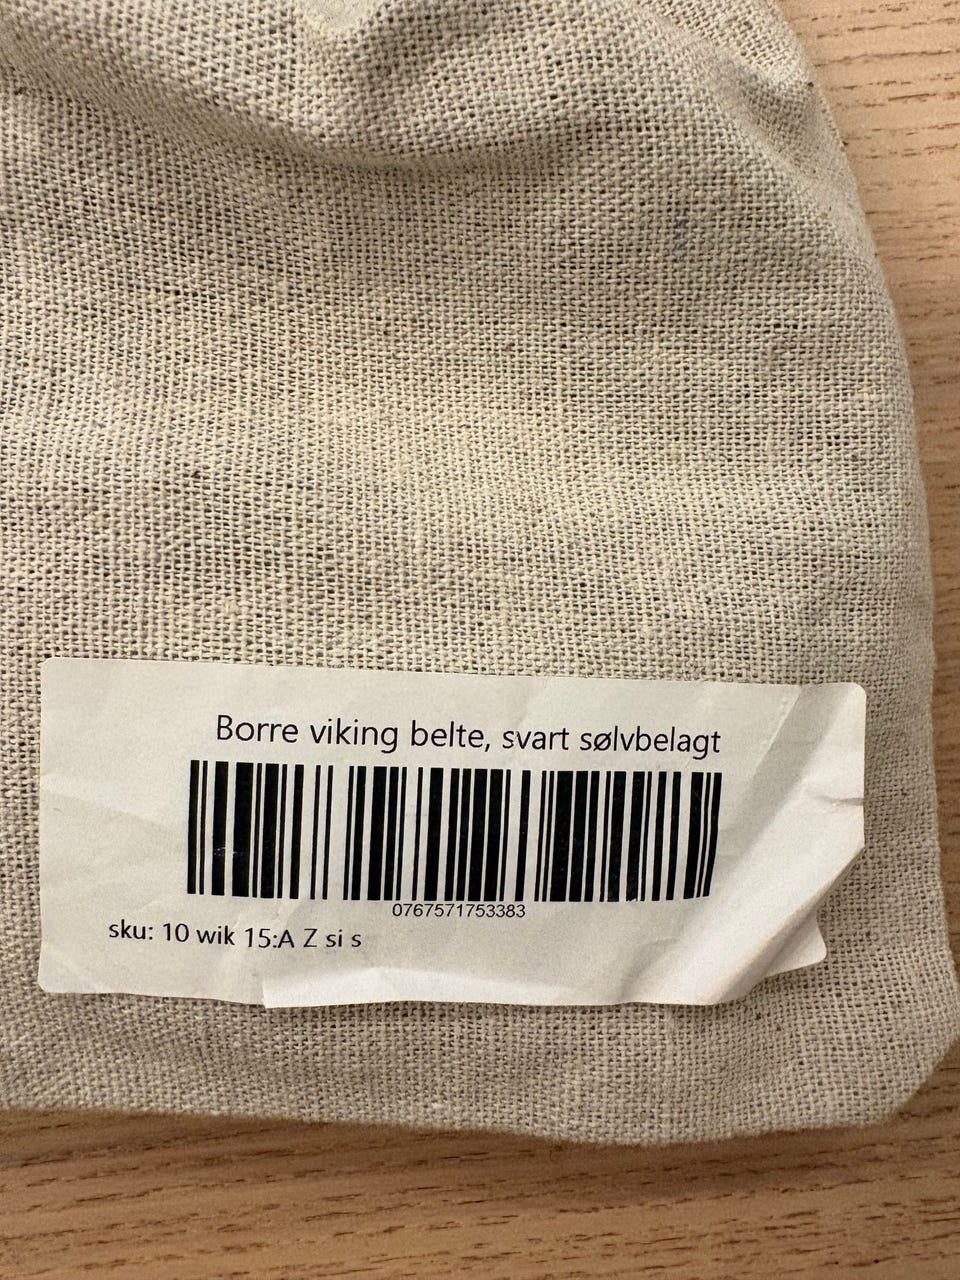 Borre viking belte, svart sølvbelagt
0767571753383
sku: 10 wik 15:A Z si s